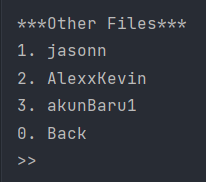 ***Other Files***
1. jasonn
2. AlexxKevin
3. akunBaru1
0. Back
>>